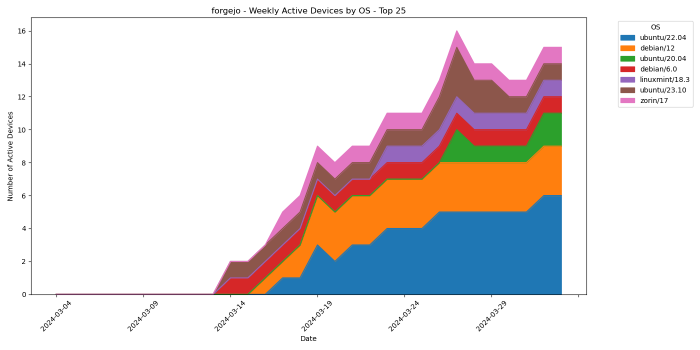 forgejo - Weekly Active Devices by OS - Top 25
OS
ubuntu/22.04
debian/12
ubuntu/20.04
debian/6.0
linuxmint/18.3
ubuntu/23.10
zorin/17
Number of Active Devices
16
14
12
10
8
6
4
2
0
2024-03-04
2024-03-09
2024-03-14
2024-03-19
2024-03-24
2024-03-29
Date